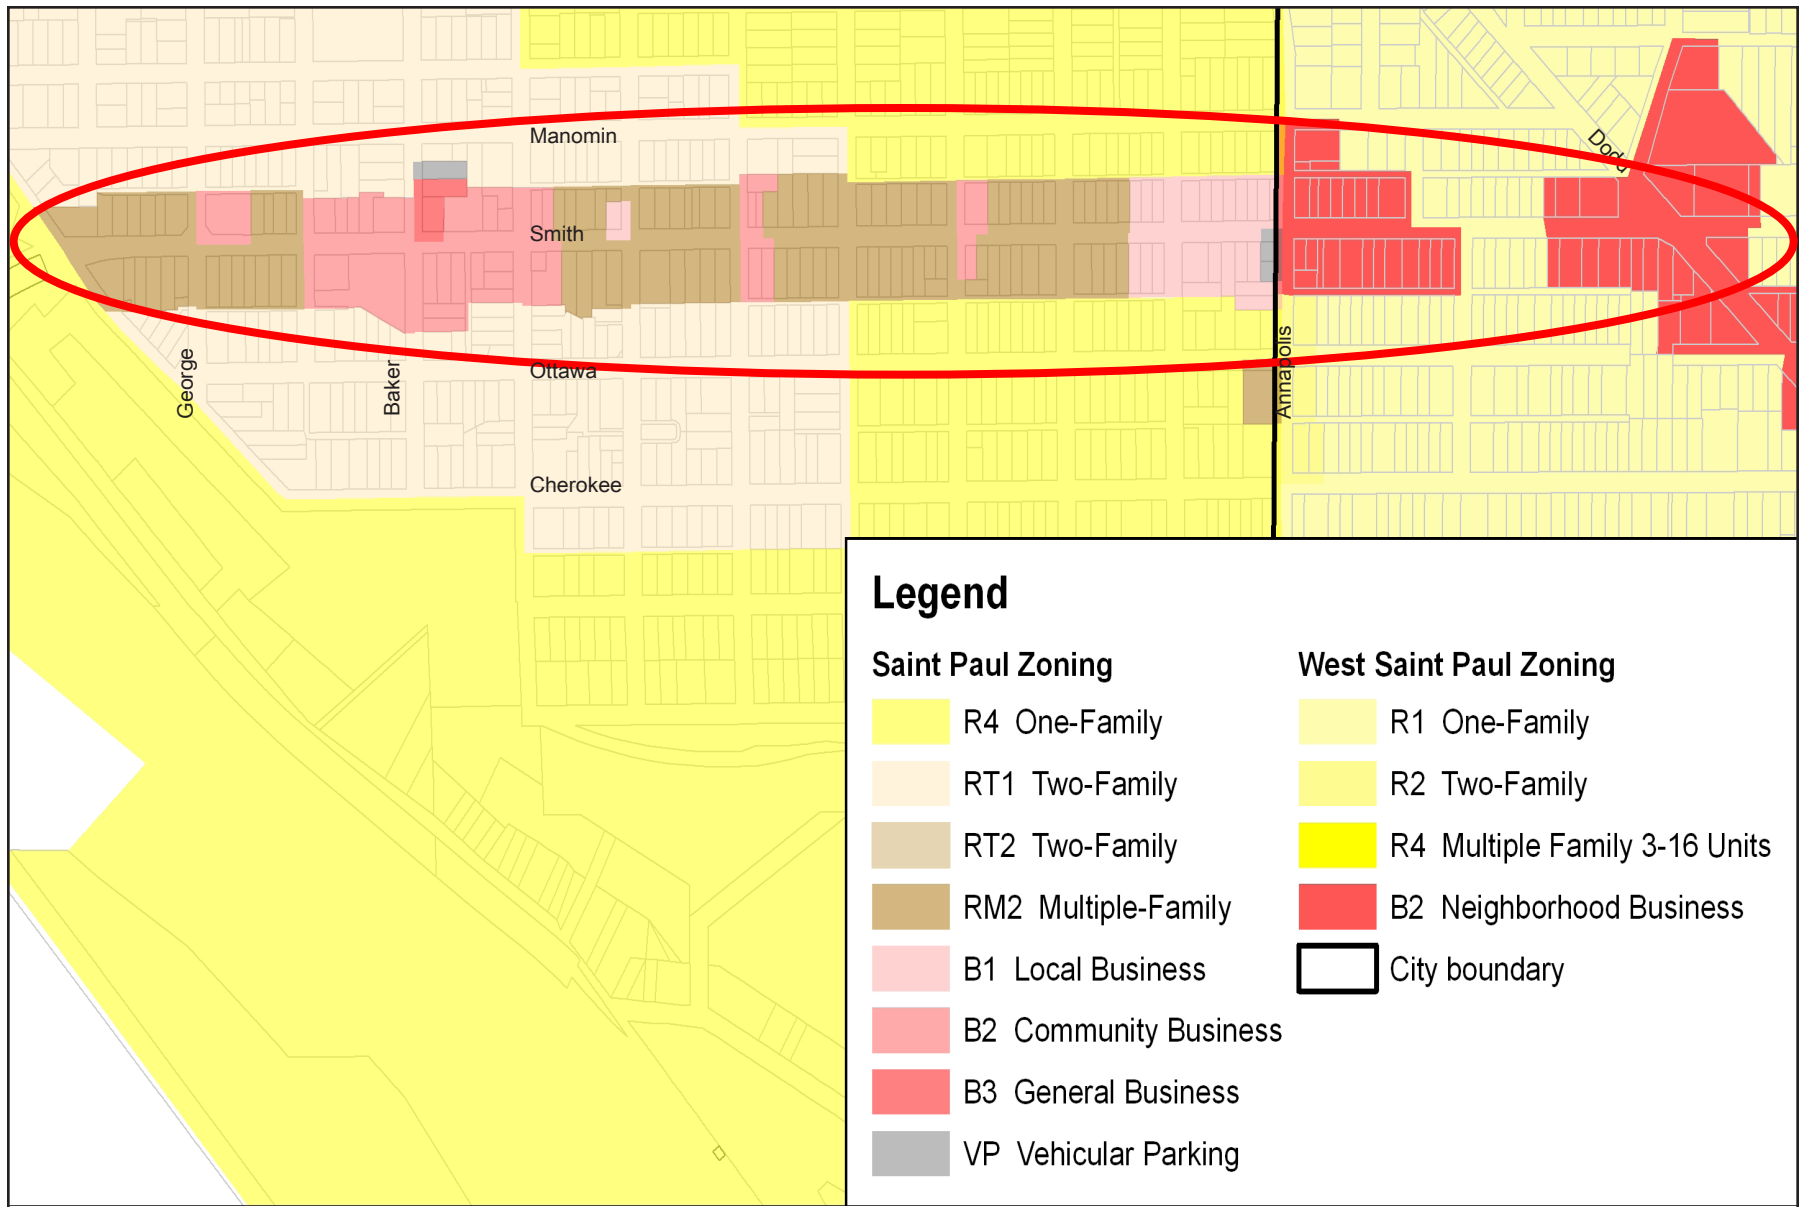 Manomin
Dodd
Smith
George
Baker
Ottawa
Annapolis
Cherokee
Legend
Saint Paul Zoning
R4 One-Family
RT1 Two-Family
RT2 Two-Family
RM2 Multiple-Family
B1 Local Business
B2 Community Business
B3 General Business
VP Vehicular Parking
West Saint Paul Zoning
R1 One-Family
R2 Two-Family
R4 Multiple Family 3-16 Units
B2 Neighborhood Business
City boundary